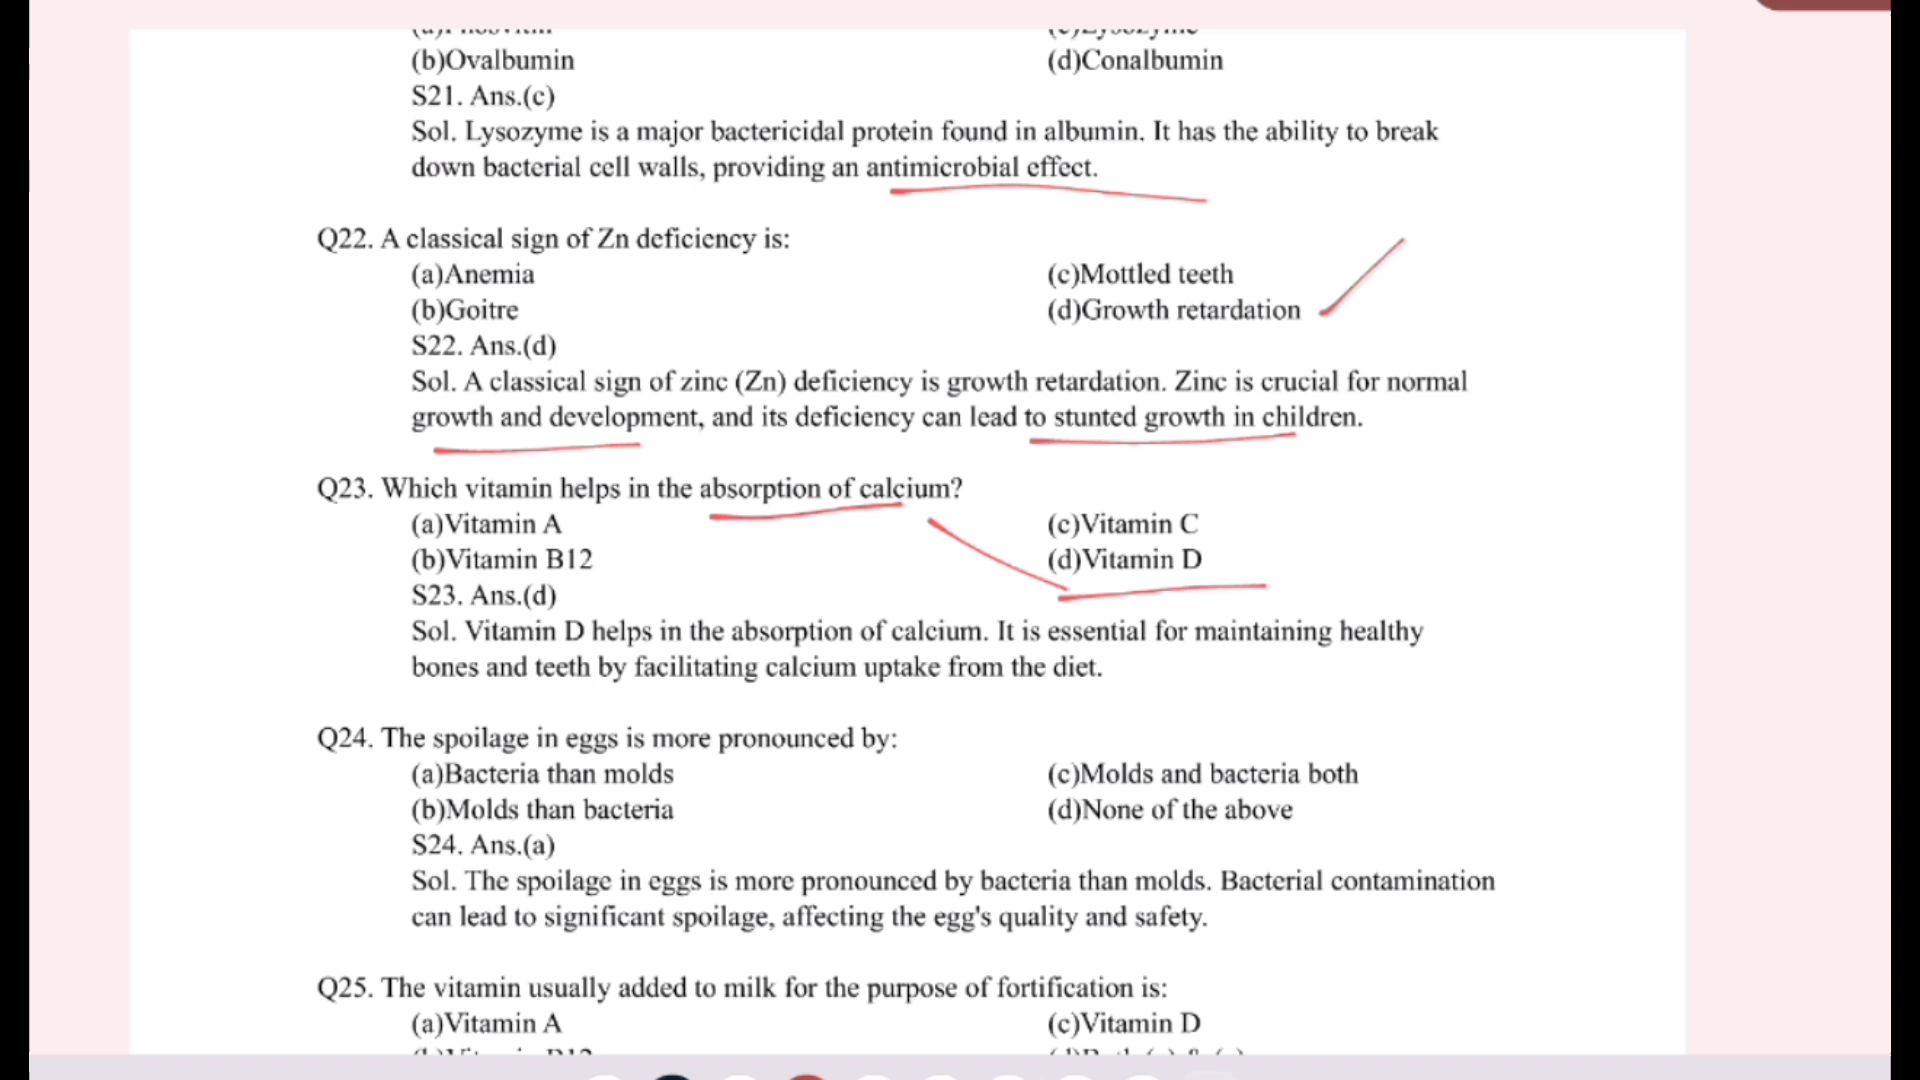 (b)Ovalbumin
(d)Conalbumin
S21. Ans.(c)
Sol. Lysozyme is a major bactericidal protein found in albumin. It has the ability to break
down bacterial cell walls, providing an antimicrobial effect.
Q22. A classical sign of Zn deficiency is:
(a)Anemia
(c)Mottled teeth
(b)Goitre
(d)Growth retardation
S22. Ans.(d)
Sol. A classical sign of zinc (Zn) deficiency is growth retardation. Zinc is crucial for normal
growth and development, and its deficiency can lead to stunted growth in children.
Q23. Which vitamin helps in the absorption of calcium?
(a)Vitamin A
(c)Vitamin C
(b)Vitamin B12
(d)Vitamin D
S23. Ans.(d)
Sol. Vitamin D helps in the absorption of calcium. It is essential for maintaining healthy
bones and teeth by facilitating calcium uptake from the diet.
Q24. The spoilage in eggs is more pronounced by:
(a)Bacteria than molds
(c)Molds and bacteria both
(b)Molds than bacteria
(d)None of the above
S24. Ans.(a)
Sol. The spoilage in eggs is more pronounced by bacteria than molds. Bacterial contamination
can lead to significant spoilage, affecting the egg's quality and safety.
Q25. The vitamin usually added to milk for the purpose of fortification is:
(a)Vitamin A
(c)Vitamin D